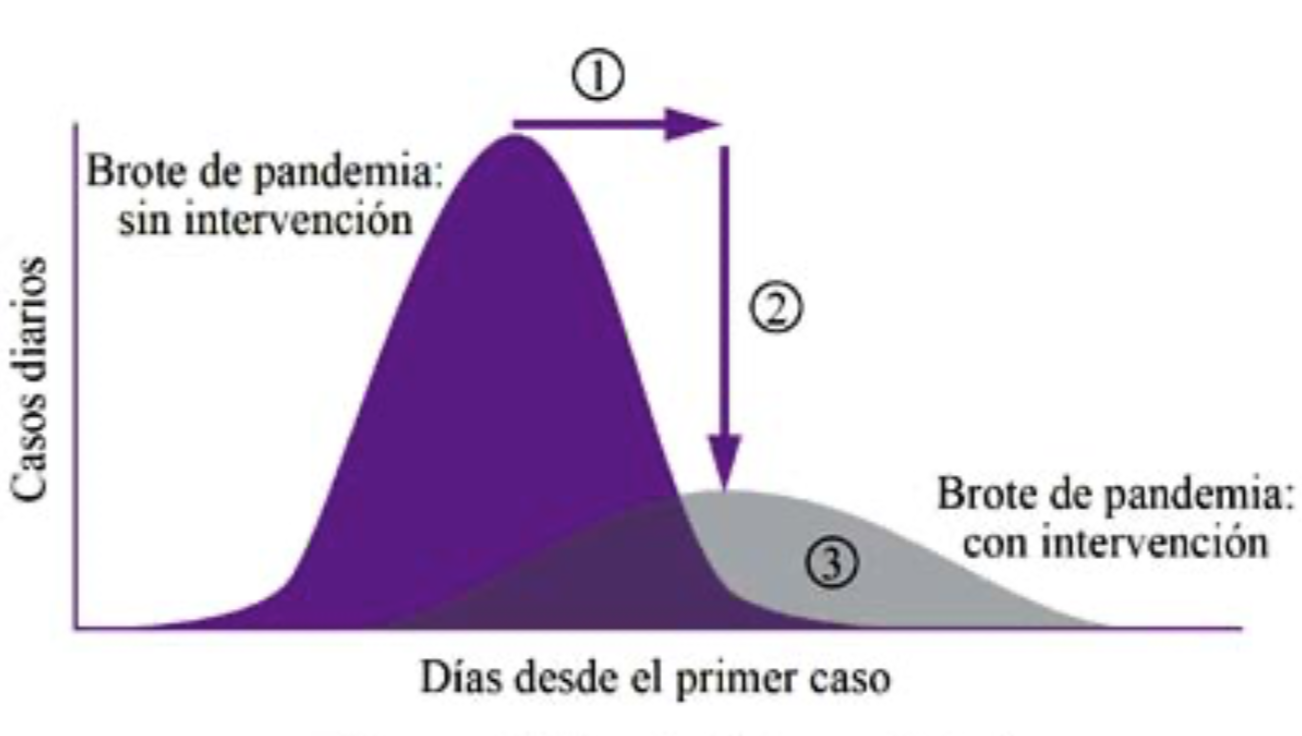 ①
Brote de pandemia:
sin intervención
②
Casos diarios
Brote de pandemia:
con intervención
③
Días desde el primer caso